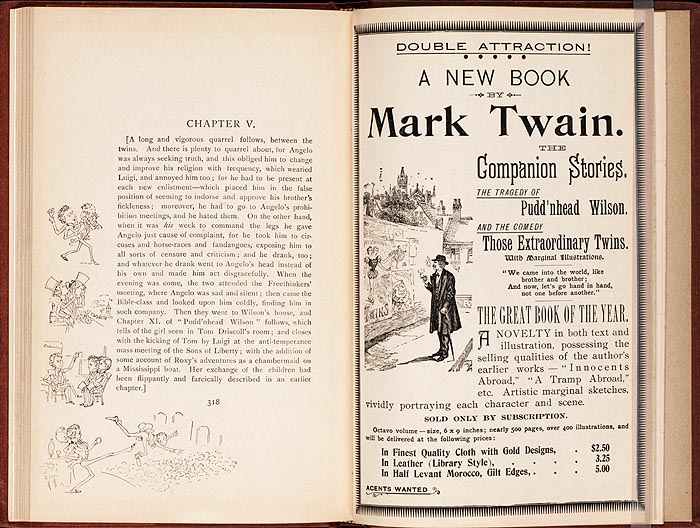 CHAPTER V.
[A long and vigorous quarrel follows, between the
twins. And there is plenty to quarrel about, for Angelo
was always seeking truth, and this obliged him to change
and improve his religion with frequency, which wearied
Luigi, and annoyed him too; for he had to be present at
each new enlistment—which placed him in the false
position of seeming to indorse and approve his brother's
fickleness; moreover, he had to go to Angelo's prohi-
bition meetings, and he hated them. On the other hand,
when it was his week to command the legs he gave
Angelo just cause of complaint, for he took him to cir-
cuses and horse-races and fandangoes, exposing him to
all sorts of censure and criticism; and he drank, too;
and whatever he drank went to Angelo's head instead of
his own and made him act disgracefully. When the
evening was come, the two attended the Freethinkers'
meeting, where Angelo was sad and silent; then came the
Bible-class and looked upon him coldly, finding him in
such company. Then they went to Wilson's house, and
Chapter XI. of "Pudd'nhead Wilson" follows, which
tells of the girl seen in Tom Driscoll's room; and closes
with the kicking of Tom by Luigi at the anti-temperance
mass meeting of the Sons of Liberty; with the addition of
some account of Roxy's adventures as a chambermaid on
a Mississippi boat. Her exchange of the children had
been flippantly and farcically described in an earlier
chapter.]
318
DOUBLE ATTRACTION!
A NEW BOOK
BY
Mark Twain.
THE
Companion Stories.
THE TRAGEDY OF
Pudd'nhead Wilson.
AND THE COMEDY
Those Extraordinary Twins.
With Marginal Illustrations.
"We came into the world, like
brother and brother;
And now, let's go hand in hand,
not one before another."
THE GREAT BOOK OF THE YEAR.
A NOVELTY in both text and
illustration, possessing the
selling qualities of the author's
earlier works — "Innocents
Abroad," "A Tramp Abroad,"
etc. Artistic marginal sketches,
vividly portraying each character and scene.
SOLD ONLY BY SUBSCRIPTION.
Octavo volume—size, 6 x 9 inches; nearly 500 pages, over 400 illustrations, and
will be delivered at the following prices:
In Finest Quality Cloth with Gold Designs, . $2.50
In Leather (Library Style), . . . . 3.25
In Half Levant Morocco, Gilt Edges, . . 5.00
AGENTS WANTED